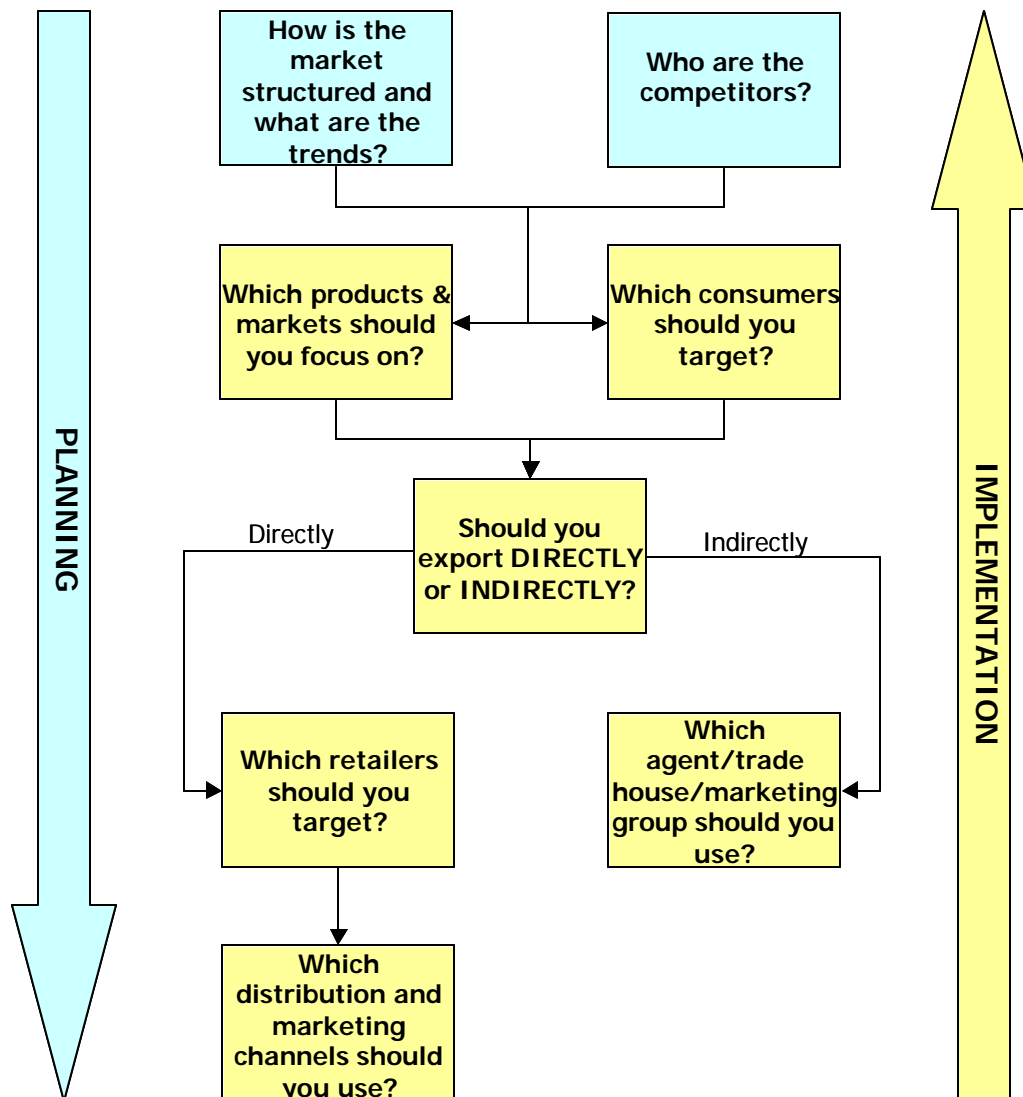 How is the
market
structured and
what are the
trends?
Who are the
competitors?
Which products &
markets should
you focus on?
Which consumers
should you
target?
PLANNING
Directly
Should you
export DIRECTLY
or INDIRECTLY?
Indirectly
IMPLEMENTATION
Which retailers
should you
target?
Which
agent/trade
house/marketing
group should you
use?
Which
distribution and
marketing
channels should
you use?